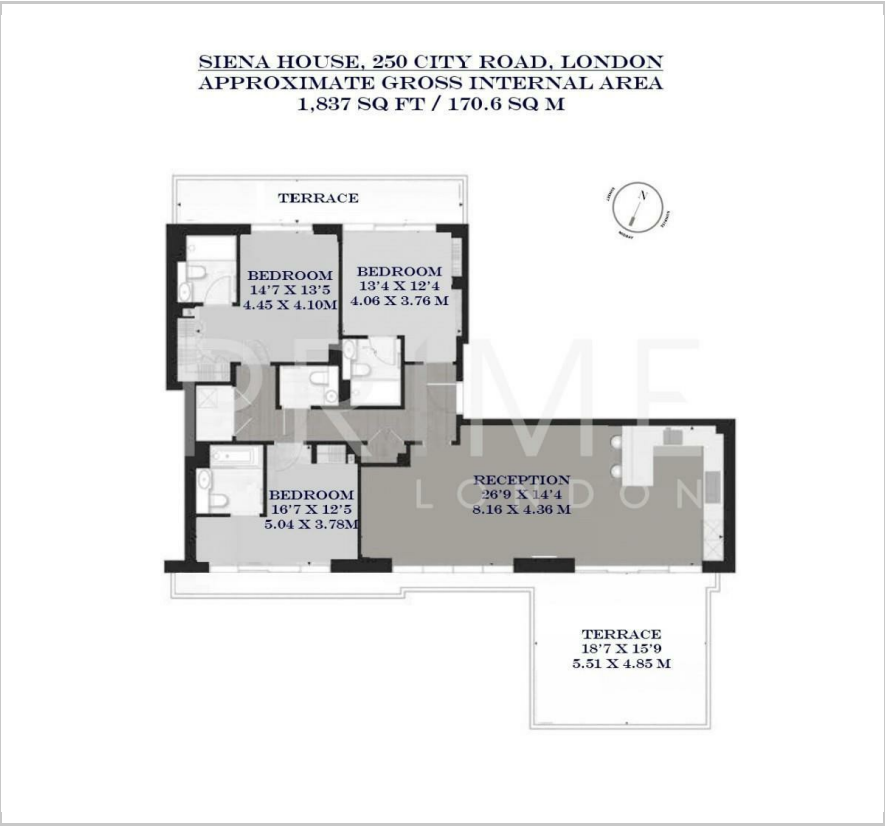 SIENA HOUSE, 250 CITY ROAD, LONDON
APPROXIMATE GROSS INTERNAL AREA
1,837 SQ FT / 170.6 SQ M
TERRACE
N
BEDROOM
14'7 X 13'5
4.45 X 4.10M
BEDROOM
13'4 X 12'4
4.06 X 3.76 M
PRIME
LONDON
RECEPTION
26'9 X 14'4
8.16 X 4.36 M
BEDROOM
16'7 X 12'5
5.04 X 3.78M
TERRACE
18'7 X 15'9
5.51 X 4.85 M